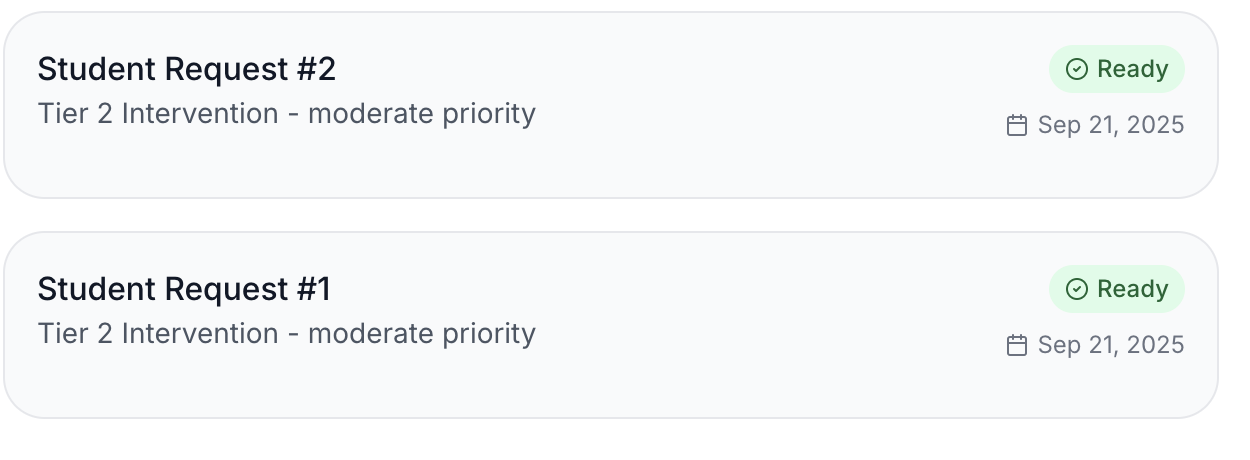 Student Request #2
Ready
Tier 2 Intervention - moderate priority
Sep 21, 2025
Student Request #1
Ready
Tier 2 Intervention - moderate priority
Sep 21, 2025